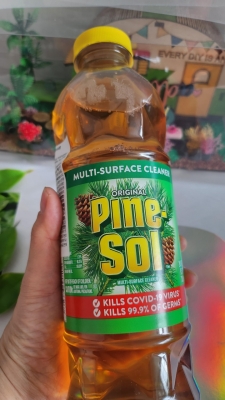 EVERY DAY IS A
MULTI-SURFACE CLEANER
ORIGINAL
Pine-
Sol
MULTI-SURFACE CLEANER
KILLS COVID-19 VIRUS
KILLS 99.9% OF GERMS